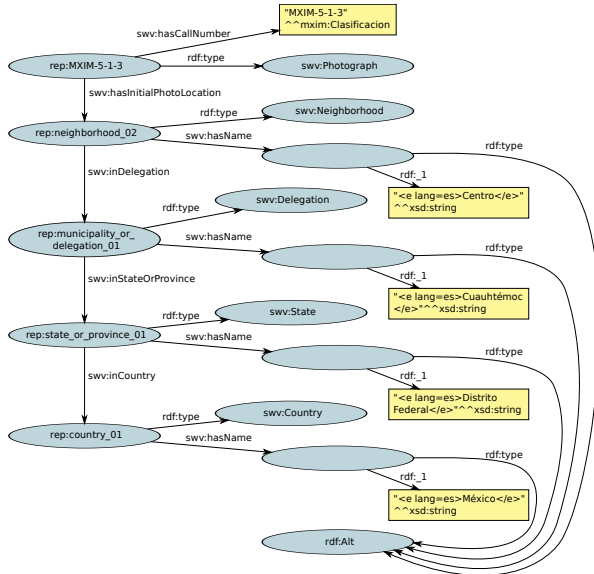 "MXIM-5-1-3"
^^mxim:Clasificacion
swv:hasCallNumber
rep:MXIM-5-1-3
rdf:type
swv:Photograph
swv:hasInitialPhotoLocation
rdf:type
swv:Neighborhood
rep:neighborhood_02
swv:hasName
rdf:type
rdf:_1
swv:inDelegation
"<e lang=es>Centro</e>"
^^xsd:string
rdf:type
swv:Delegation
rep:municipality_or_
delegation_01
swv:hasName
rdf:type
rdf:_1
swv:inStateOrProvince
"<e lang=es>Cuauhtémoc
</e>"^^xsd:string
rdf:type
swv:State
rep:state_or_province_01
swv:hasName
rdf:type
rdf:_1
swv:inCountry
"<e lang=es>Distrito
Federal</e>"^^xsd:string
rdf:type
swv:Country
rep:country_01
swv:hasName
rdf:type
rdf:_1
"<e lang=es>México</e>"
^^xsd:string
rdf:Alt